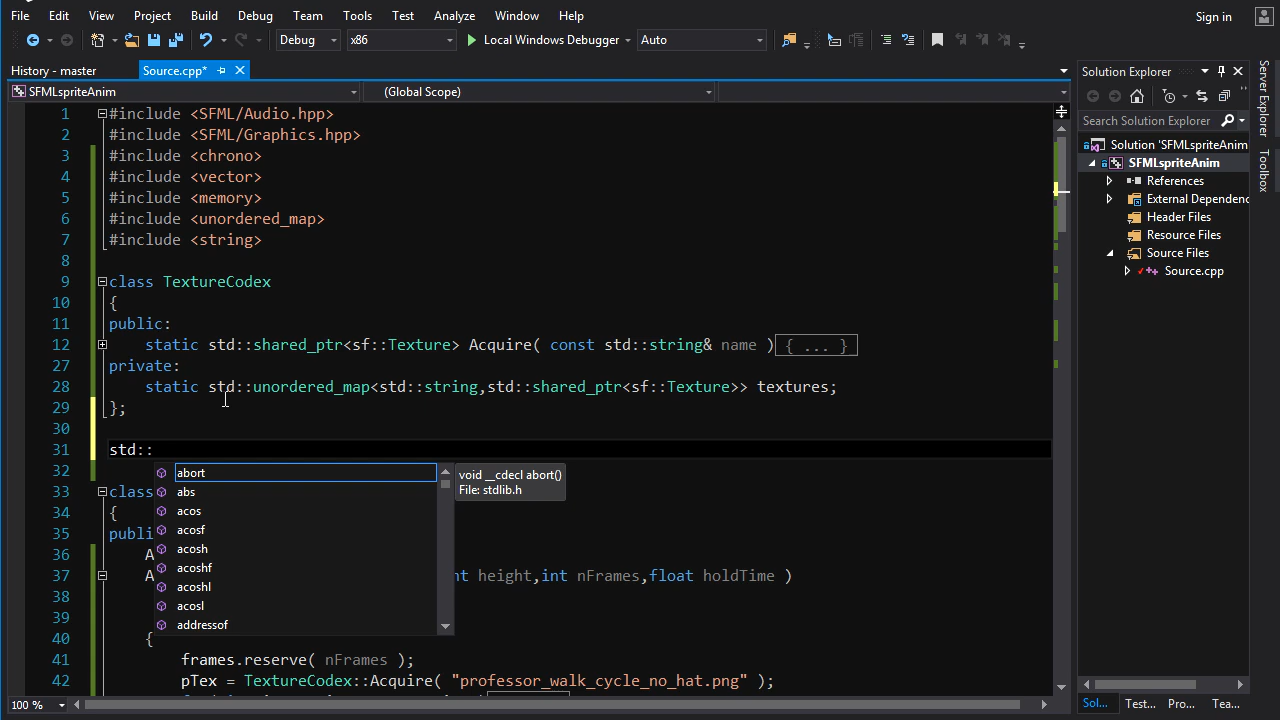 File Edit View Project Build Debug Team Tools Test Analyze Window Help Sign in
Debug x86 Local Windows Debugger Auto
History - master Source.cpp* Solution Explorer
SFMLspriteAnim (Global Scope)
Search Solution Explorer
Solution 'SFMLspriteAnim
SFMLspriteAnim
References
External Dependenc
Header Files
Resource Files
Source Files
Source.cpp
Server Explorer
Toolbox
1 #include <SFML/Audio.hpp>
2 #include <SFML/Graphics.hpp>
3 #include <chrono>
4 #include <vector>
5 #include <memory>
6 #include <unordered_map>
7 #include <string>
8
9 class TextureCodex
10 {
11 public:
12 static std::shared_ptr<sf::Texture> Acquire( const std::string& name ){ ... }
27 private:
28 static std::unordered_map<std::string,std::shared_ptr<sf::Texture>> textures;
29 };
30
31 std::
32
33 class
34 {
35 publi
36 A
37 A nt height,int nFrames,float holdTime )
38
39
40 {
41 frames.reserve( nFrames );
42 pTex = TextureCodex::Acquire( "professor_walk_cycle_no_hat.png" );
abort
abs
acos
acosf
acosh
acoshf
acoshl
acosl
addressof
void __cdecl abort()
File: stdlib.h
100 %
Sol... Test... Pro... Tea...